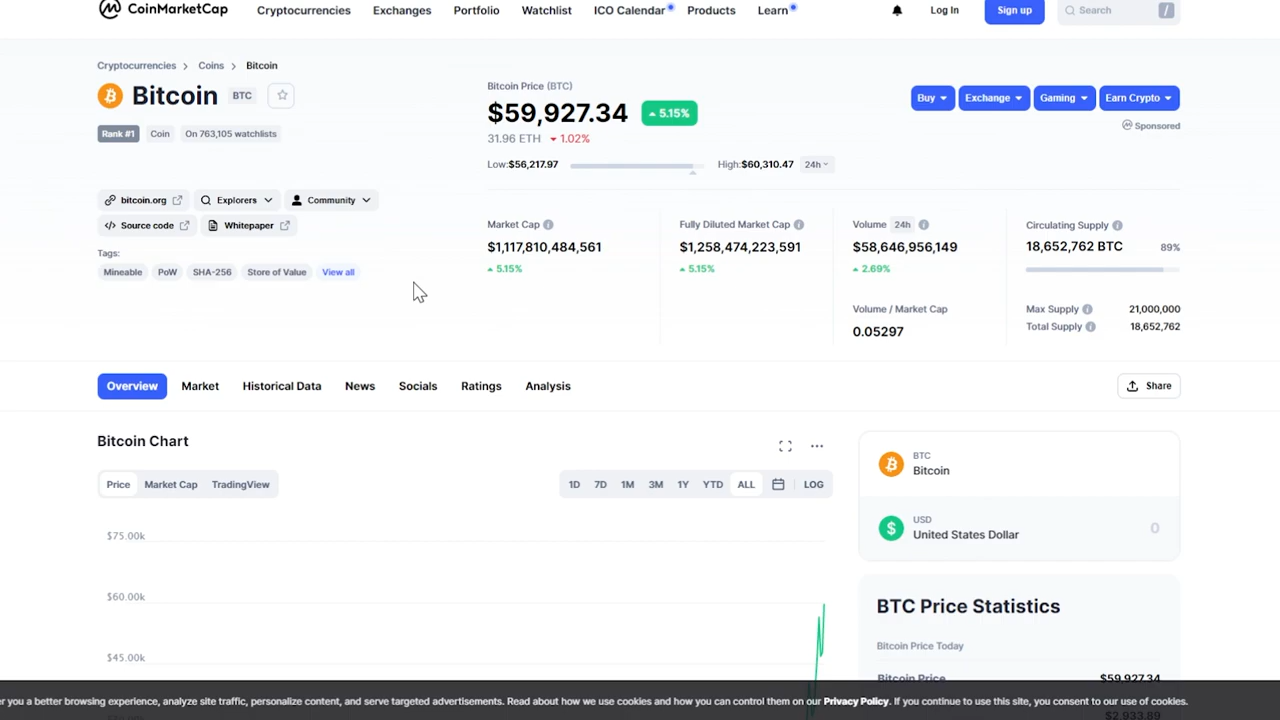 CoinMarketCap Cryptocurrencies Exchanges Portfolio Watchlist ICO Calendar Products Learn Log In Sign up Search /
Cryptocurrencies > Coins > Bitcoin
Bitcoin BTC
Rank #1 Coin On 763,105 watchlists
bitcoin.org Explorers Community
Source code Whitepaper
Tags:
Mineable PoW SHA-256 Store of Value View all
Bitcoin Price (BTC)
$59,927.34 5.15%
31.96 ETH 1.02%
Low:$56,217.97 High:$60,310.47 24h
Buy Exchange Gaming Earn Crypto
Sponsored
Market Cap
$1,117,810,484,561
5.15%
Fully Diluted Market Cap
$1,258,474,223,591
5.15%
Volume 24h
$58,646,956,149
2.69%
Volume / Market Cap
0.05297
Circulating Supply
18,652,762 BTC 89%
Max Supply 21,000,000
Total Supply 18,652,762
Overview Market Historical Data News Socials Ratings Analysis Share
Bitcoin Chart
Price Market Cap TradingView 1D 7D 1M 3M 1Y YTD ALL LOG
$75.00k
$60.00k
$45.00k
BTC
Bitcoin
USD
United States Dollar 0
BTC Price Statistics
Bitcoin Price Today
Bitcoin Price $59,927.34
$2,933.89
er you a better browsing experience, analyze site traffic, personalize content, and serve targeted advertisements. Read about how we use cookies and how you can control them on our Privacy Policy. If you continue to use this site, you consent to our use of cookies.